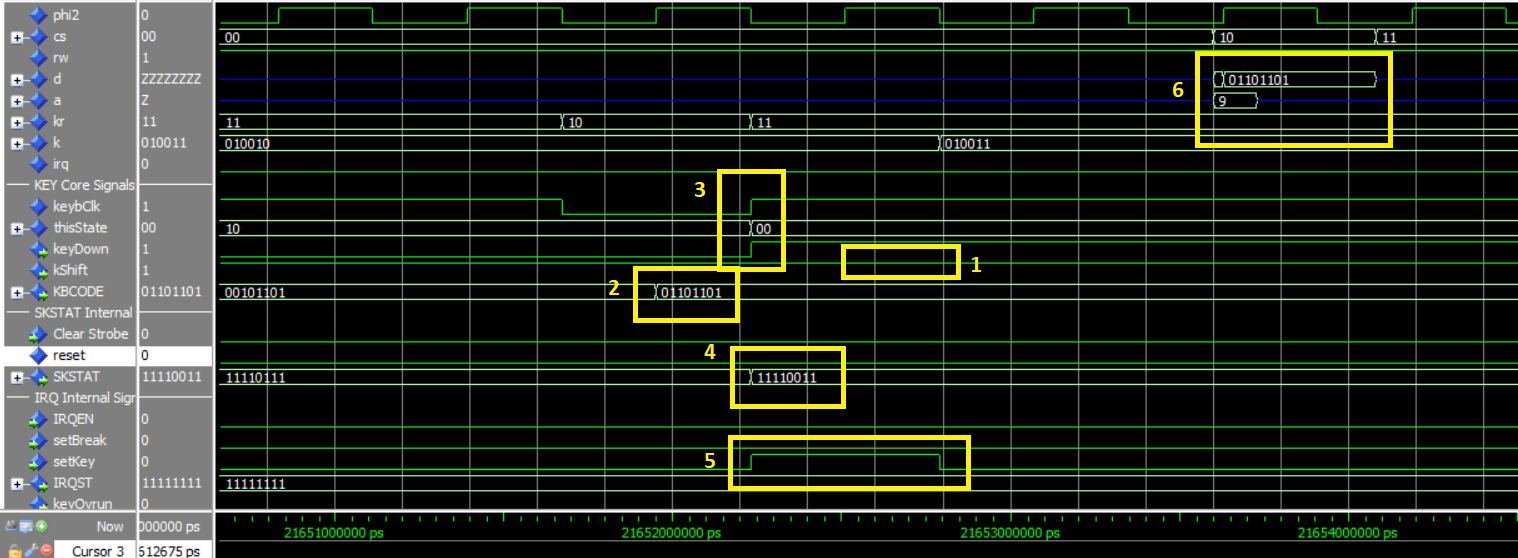 phi2 0
cs 00 00 10 11
rw 1
d ZZZZZZZZ 01101101
6
a Z 9
kr 11 11 10 11
k 010011 010010 010011
irq 0
KEY Core Signals
3
keybClk 1
thisState 00 10 00
keyDown 1
1
kShift 1
2
KBCODE 01101101 00101101 01101101
SKSTAT Internal
Clear Strobe 0
4
reset 0
SKSTAT 11110011 11110111 11110011
IRQ Internal Sigr
IRQEN 0
setBreak 0
5
setKey 0
IRQST 11111111 11111111
keyOvrun 0
Now 000000 ps 21651000000 ps 21652000000 ps 21653000000 ps 21654000000 ps
Cursor 3 612675 ps